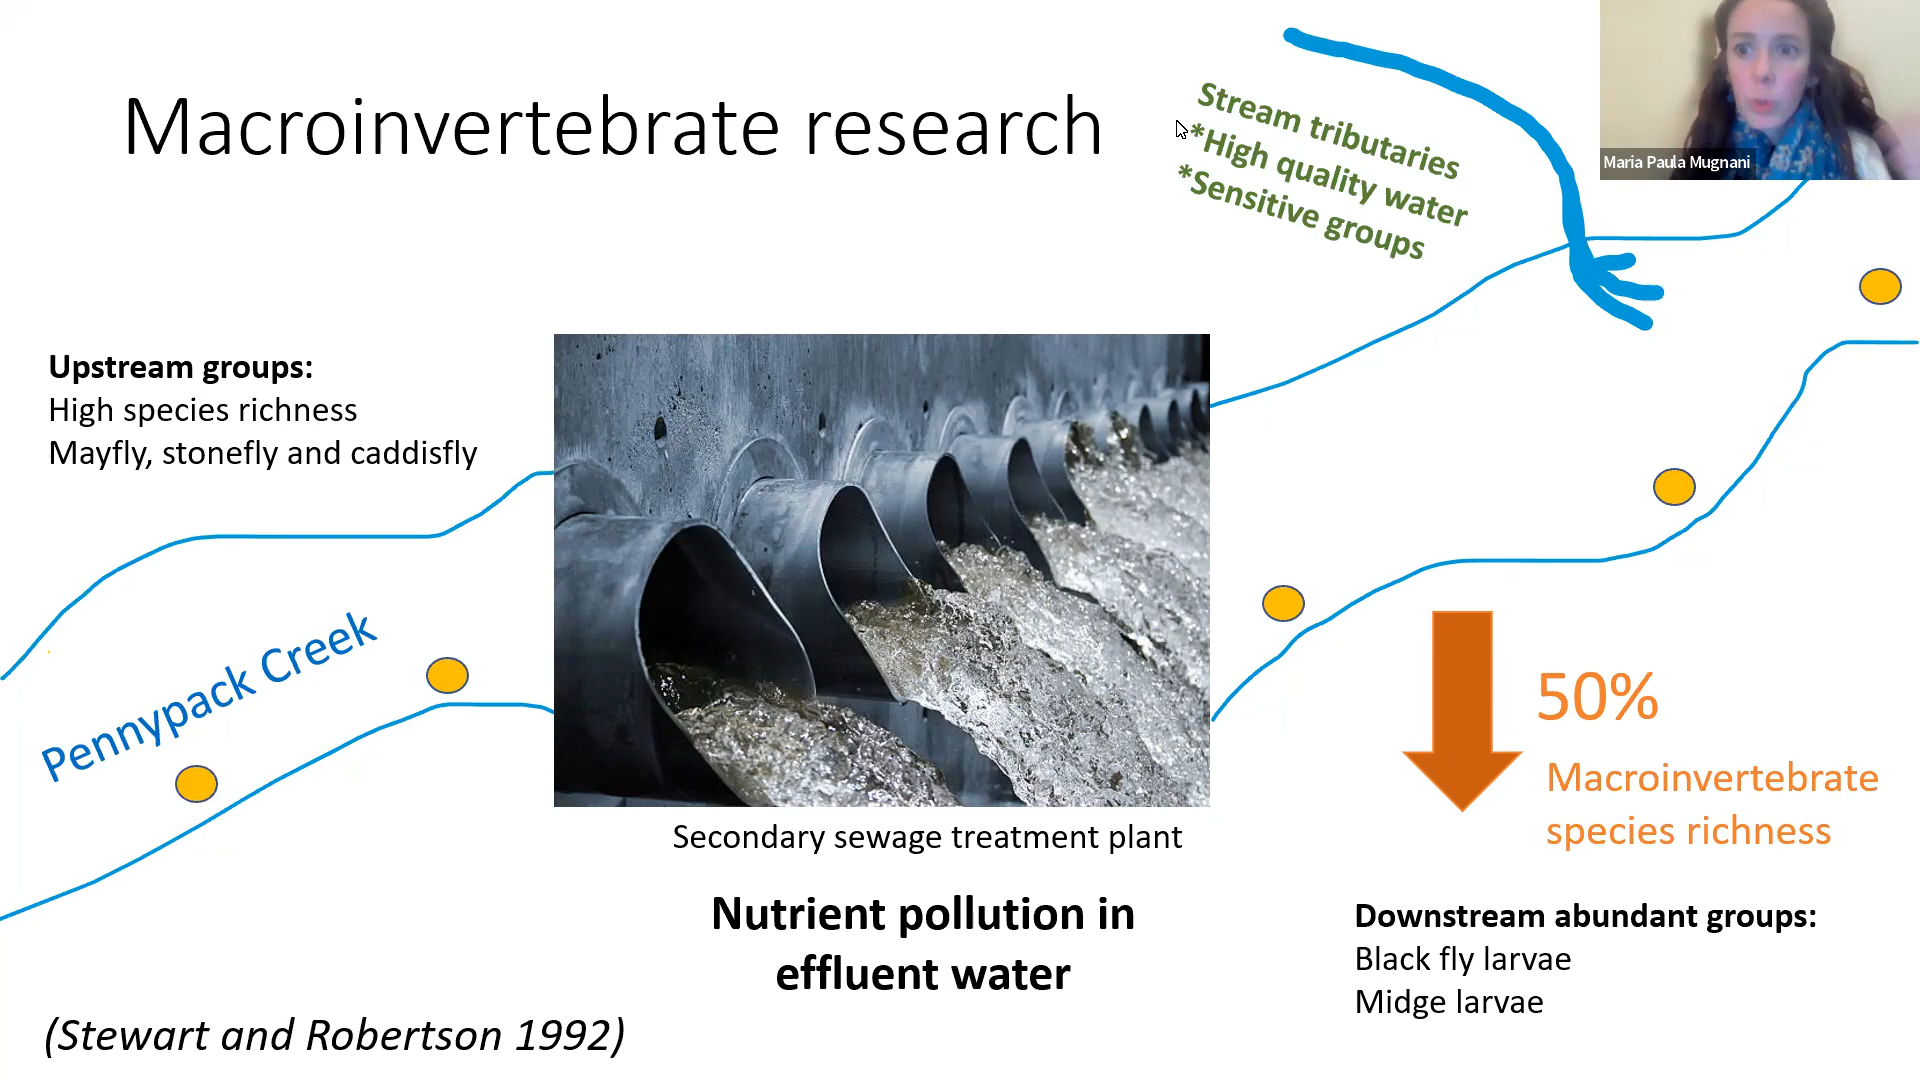 Macroinvertebrate research
Stream tributaries
*High quality water
*Sensitive groups
Maria Paula Mugnani
Upstream groups:
High species richness
Mayfly, stonefly and caddisfly
Pennypack Creek
Secondary sewage treatment plant
Nutrient pollution in
effluent water
50%
Macroinvertebrate
species richness
Downstream abundant groups:
Black fly larvae
Midge larvae
(Stewart and Robertson 1992)